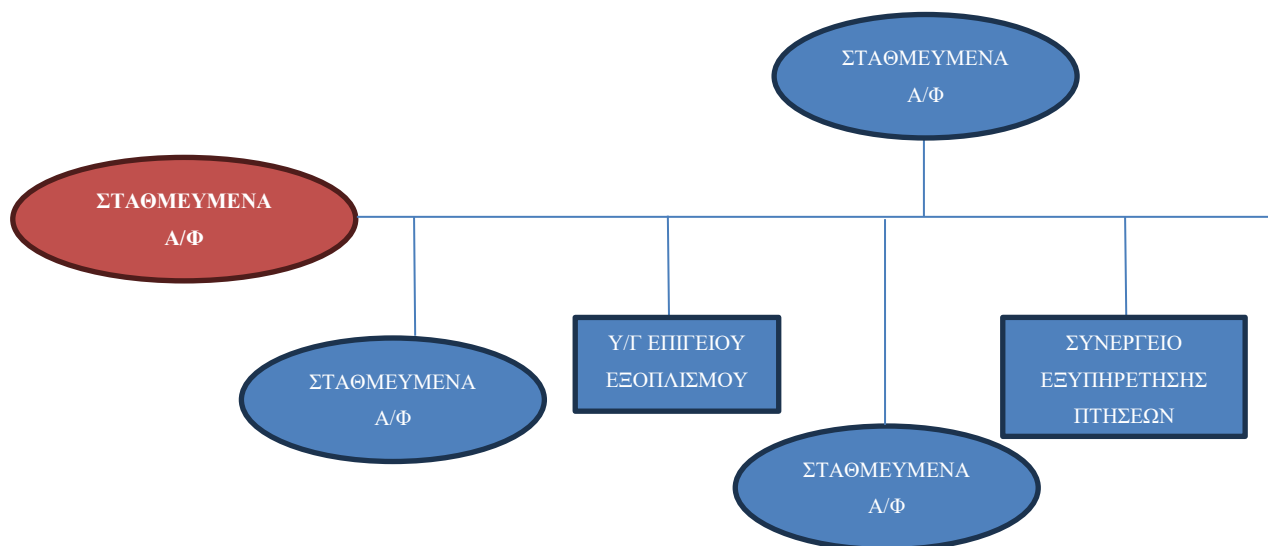 ΣΤΑΘΜΕΥΜΕΝΑ
Α/Φ
ΣΤΑΘΜΕΥΜΕΝΑ
Α/Φ
ΣΤΑΘΜΕΥΜΕΝΑ
Α/Φ
Υ/Γ ΕΠΙΓΕΙΟΥ
ΕΞΟΠΛΙΣΜΟΥ
ΣΤΑΘΜΕΥΜΕΝΑ
Α/Φ
ΣΥΝΕΡΓΕΙΟ
ΕΞΥΠΗΡΕΤΗΣΗΣ
ΠΤΗΣΕΩΝ